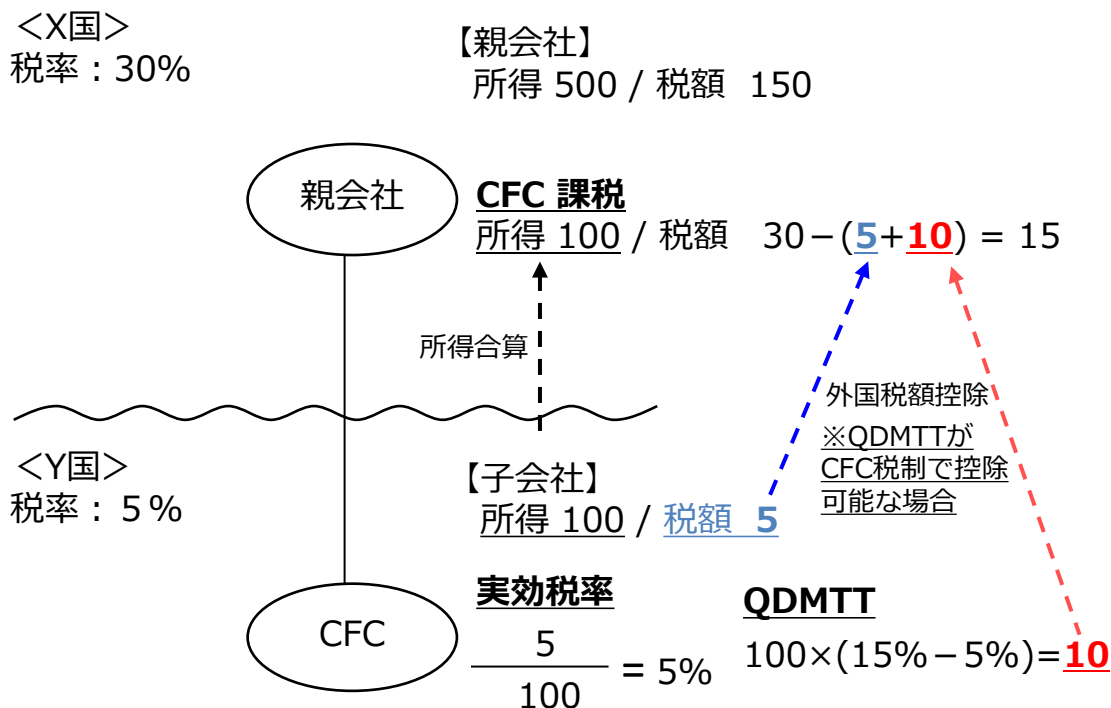 <X国>
税率：30%
【親会社】
所得 500 / 税額 150
親会社
CFC 課税
所得 100 / 税額 30－(5+10) = 15
所得合算
外国税額控除
※QDMTTが
CFC税制で控除
可能な場合
<Y国>
税率：5％
【子会社】
所得 100 / 税額 5
CFC
実効税率
5
100
= 5%
QDMTT
100×(15%－5%)=10